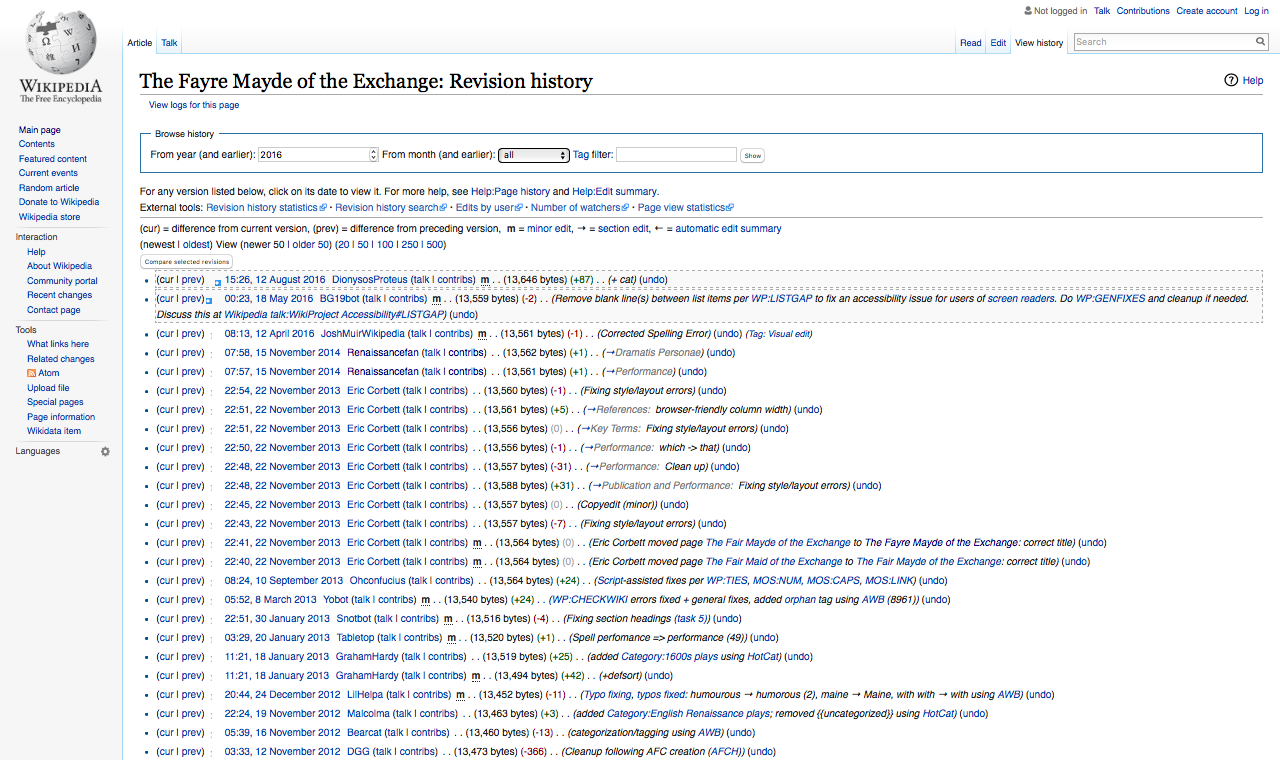 Not logged in Talk Contributions Create account Log in
Article Talk Read Edit View history Search
WIKIPEDIA
The Free Encyclopedia
The Fayre Mayde of the Exchange: Revision history
Help
View logs for this page
Main page
Contents
Featured content
Current events
Random article
Donate to Wikipedia
Wikipedia store
Interaction
Help
About Wikipedia
Community portal
Recent changes
Contact page
Tools
What links here
Related changes
Atom
Upload file
Special pages
Page information
Wikidata item
Languages
Browse history
From year (and earlier): 2016 From month (and earlier): all Tag filter: Show
For any version listed below, click on its date to view it. For more help, see Help:Page history and Help:Edit summary.
External tools: Revision history statistics · Revision history search · Edits by user · Number of watchers · Page view statistics
(cur) = difference from current version, (prev) = difference from preceding version, m = minor edit, → = section edit, ← = automatic edit summary
(newest | oldest) View (newer 50 | older 50) (20 | 50 | 100 | 250 | 500)
Compare selected revisions
(cur | prev) 15:26, 12 August 2016 DionysosProteus (talk | contribs) m . . (13,646 bytes) (+87) . . (+ cat) (undo)
(cur | prev) 00:23, 18 May 2016 BG19bot (talk | contribs) m . . (13,559 bytes) (-2) . . (Remove blank line(s) between list items per WP:LISTGAP to fix an accessibility issue for users of screen readers. Do WP:GENFIXES and cleanup if needed.
Discuss this at Wikipedia talk:WikiProject Accessibility#LISTGAP) (undo)
(cur | prev) 08:13, 12 April 2016 JoshMuirWikipedia (talk | contribs) m . . (13,561 bytes) (-1) . . (Corrected Spelling Error) (undo) (Tag: Visual edit)
(cur | prev) 07:58, 15 November 2014 Renaissancefan (talk | contribs) . . (13,562 bytes) (+1) . . (→Dramatis Personae) (undo)
(cur | prev) 07:57, 15 November 2014 Renaissancefan (talk | contribs) . . (13,561 bytes) (+1) . . (→Performance) (undo)
(cur | prev) 22:54, 22 November 2013 Eric Corbett (talk | contribs) . . (13,560 bytes) (-1) . . (Fixing style/layout errors) (undo)
(cur | prev) 22:51, 22 November 2013 Eric Corbett (talk | contribs) . . (13,561 bytes) (+5) . . (→References: browser-friendly column width) (undo)
(cur | prev) 22:51, 22 November 2013 Eric Corbett (talk | contribs) . . (13,556 bytes) (0) . . (→Key Terms: Fixing style/layout errors) (undo)
(cur | prev) 22:50, 22 November 2013 Eric Corbett (talk | contribs) . . (13,556 bytes) (-1) . . (→Performance: which -> that) (undo)
(cur | prev) 22:48, 22 November 2013 Eric Corbett (talk | contribs) . . (13,557 bytes) (-31) . . (→Performance: Clean up) (undo)
(cur | prev) 22:48, 22 November 2013 Eric Corbett (talk | contribs) . . (13,588 bytes) (+31) . . (→Publication and Performance: Fixing style/layout errors) (undo)
(cur | prev) 22:45, 22 November 2013 Eric Corbett (talk | contribs) . . (13,557 bytes) (0) . . (Copyedit (minor)) (undo)
(cur | prev) 22:43, 22 November 2013 Eric Corbett (talk | contribs) . . (13,557 bytes) (-7) . . (Fixing style/layout errors) (undo)
(cur | prev) 22:41, 22 November 2013 Eric Corbett (talk | contribs) m . . (13,564 bytes) (0) . . (Eric Corbett moved page The Fair Mayde of the Exchange to The Fayre Mayde of the Exchange: correct title) (undo)
(cur | prev) 22:40, 22 November 2013 Eric Corbett (talk | contribs) m . . (13,564 bytes) (0) . . (Eric Corbett moved page The Fair Maid of the Exchange to The Fair Mayde of the Exchange: correct title) (undo)
(cur | prev) 08:24, 10 September 2013 Ohconfucius (talk | contribs) m . . (13,564 bytes) (+24) . . (Script-assisted fixes per WP:TIES, MOS:NUM, MOS:CAPS, MOS:LINK) (undo)
(cur | prev) 05:52, 8 March 2013 Yobot (talk | contribs) m . . (13,540 bytes) (+24) . . (WP:CHECKWIKI errors fixed + general fixes, added orphan tag using AWB (8961)) (undo)
(cur | prev) 22:51, 30 January 2013 Snotbot (talk | contribs) m . . (13,516 bytes) (-4) . . (Fixing section headings (task 5)) (undo)
(cur | prev) 03:29, 20 January 2013 Tabletop (talk | contribs) m . . (13,520 bytes) (+1) . . (Spell perfomance => performance (49)) (undo)
(cur | prev) 11:21, 18 January 2013 GrahamHardy (talk | contribs) . . (13,519 bytes) (+25) . . (added Category:1600s plays using HotCat) (undo)
(cur | prev) 11:21, 18 January 2013 GrahamHardy (talk | contribs) m . . (13,494 bytes) (+42) . . (+defsort) (undo)
(cur | prev) 20:44, 24 December 2012 LilHelpa (talk | contribs) m . . (13,452 bytes) (-11) . . (Typo fixing, typos fixed: humourous → humorous (2), maine → Maine, with with → with using AWB) (undo)
(cur | prev) 22:24, 19 November 2012 Malcolma (talk | contribs) . . (13,463 bytes) (+3) . . (added Category:English Renaissance plays; removed {{uncategorized}} using HotCat) (undo)
(cur | prev) 05:39, 16 November 2012 Bearcat (talk | contribs) . . (13,460 bytes) (-13) . . (categorization/tagging using AWB) (undo)
(cur | prev) 03:33, 12 November 2012 DGG (talk | contribs) . . (13,473 bytes) (-366) . . (Cleanup following AFC creation (AFCH)) (undo)